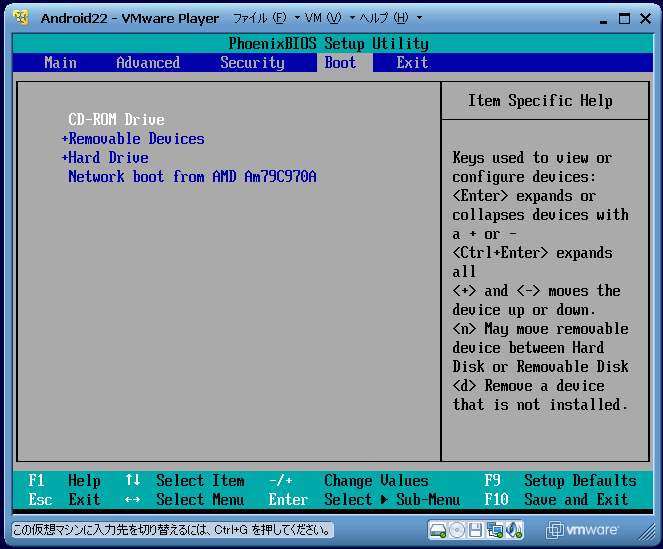 Android22 - VMware Player ファイル (F) VM (V) ヘルプ (H)
PhoenixBIOS Setup Utility
Main Advanced Security Boot Exit
Item Specific Help
CD-ROM Drive
+Removable Devices
+Hard Drive
Network boot from AMD Am79C970A
Keys used to view or
configure devices:
<Enter> expands or
collapses devices with
a + or -
<Ctrl+Enter> expands
all
<+> and <-> moves the
device up or down.
<n> May move removable
device between Hard
Disk or Removable Disk
<d> Remove a device
that is not installed.
F1 Help ↑↓ Select Item -/+ Change Values F9 Setup Defaults
Esc Exit ↔ Select Menu Enter Select ▶ Sub-Menu F10 Save and Exit
この仮想マシンに入力先を切り替えるには、Ctrl+G を押してください。
vmware